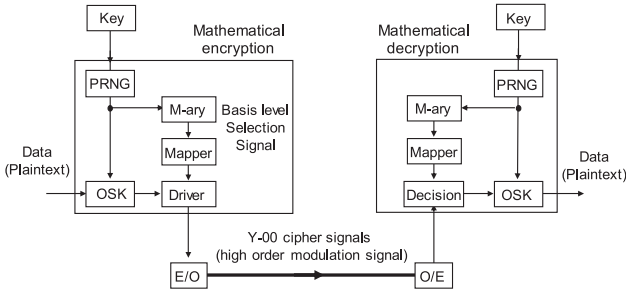 Key
Mathematical
encryption
PRNG
M-ary
Basis level
Selection
Signal
Mapper
Data
(Plaintext)
OSK
Driver
Key
Mathematical
decryption
PRNG
M-ary
Mapper
Decision
OSK
Data
(Plaintext)
Y-00 cipher signals
(high order modulation signal)
E/O
O/E